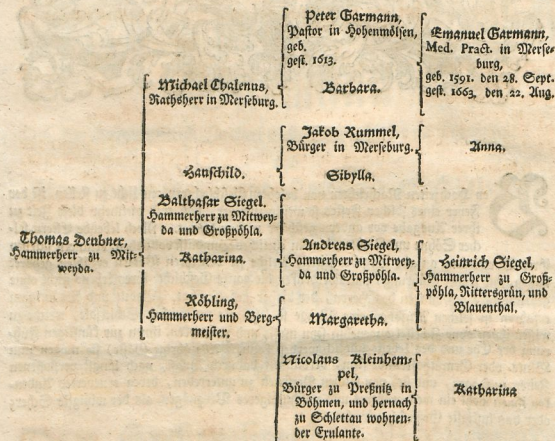 Thomas Deubner,
Hammerherr zu Mit-
weyda.
Michael Thalenus,
Rathsherr in Merseburg.
Hauschild.
Balthasar Siegel.
Hammerherr zu Mitwey-
da und Großpöhla.
Katharina.
Röhling,
Hammerherr und Berg-
meister.
Peter Garmann,
Pastor in Hohenmölsen,
geb.
gest. 1613.
Barbara.
Jakob Rummel,
Bürger in Merseburg.
Sibylla.
Andreas Siegel,
Hammerherr zu Mitwey-
da und Großpöhla.
Margaretha.
Nicolaus Kleinhem-
pel,
Bürger zu Preßnitz in
Böhmen, und hernach
zu Schlettau wohnen-
der Exulante.
Emanuel Garmann,
Med. Pract. in Merse-
burg,
geb. 1591. den 28. Sept.
gest. 1663. den 22. Aug.
Anna.
Heinrich Siegel,
Hammerherr zu Groß-
pöhla, Rittersgrün, und
Blauenthal.
Katharina